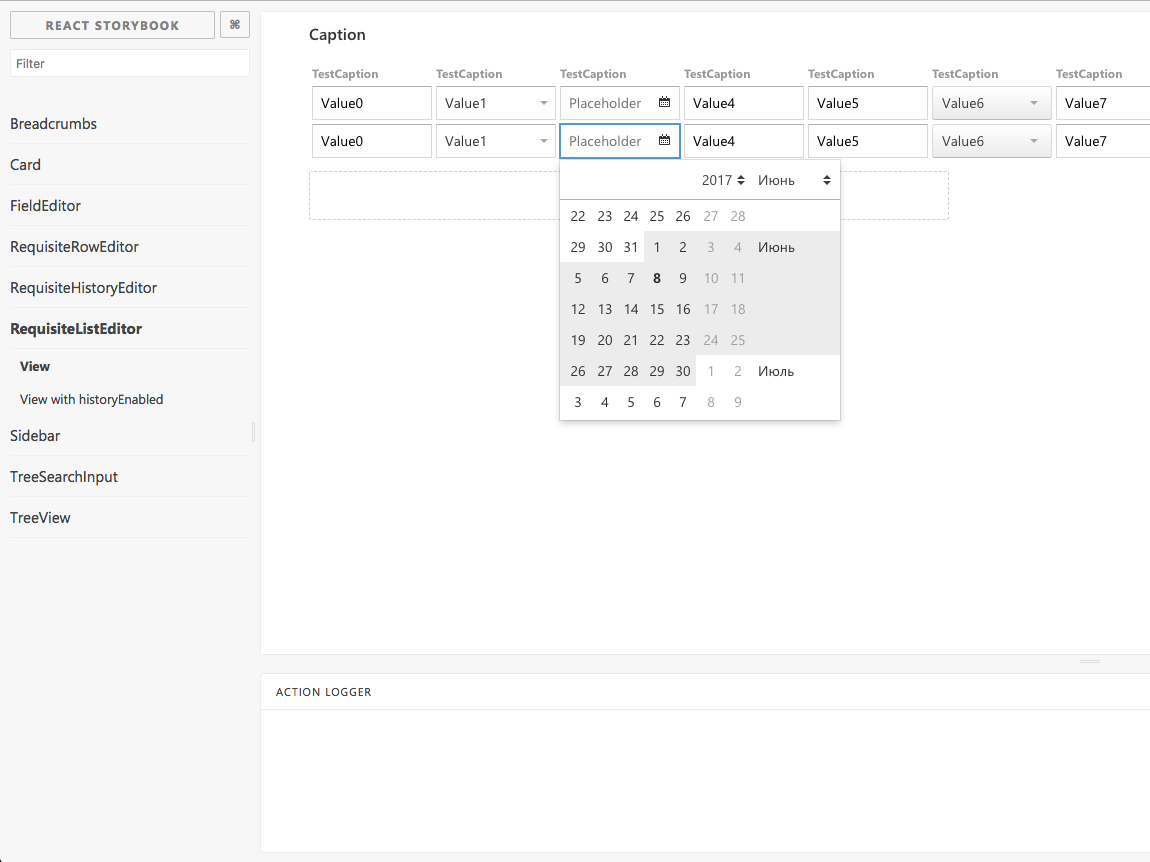 REACT STORYBOOK ⌘
Filter
Breadcrumbs
Card
FieldEditor
RequisiteRowEditor
RequisiteHistoryEditor
RequisiteListEditor
View
View with historyEnabled
Sidebar
TreeSearchInput
TreeView
Caption
TestCaption TestCaption TestCaption TestCaption TestCaption TestCaption TestCaption
Value0 Value1 Placeholder Value4 Value5 Value6 Value7
Value0 Value1 Placeholder Value4 Value5 Value6 Value7
2017 Июнь
22 23 24 25 26 27 28
29 30 31 1 2 3 4 Июнь
5 6 7 8 9 10 11
12 13 14 15 16 17 18
19 20 21 22 23 24 25
26 27 28 29 30 1 2 Июль
3 4 5 6 7 8 9
ACTION LOGGER